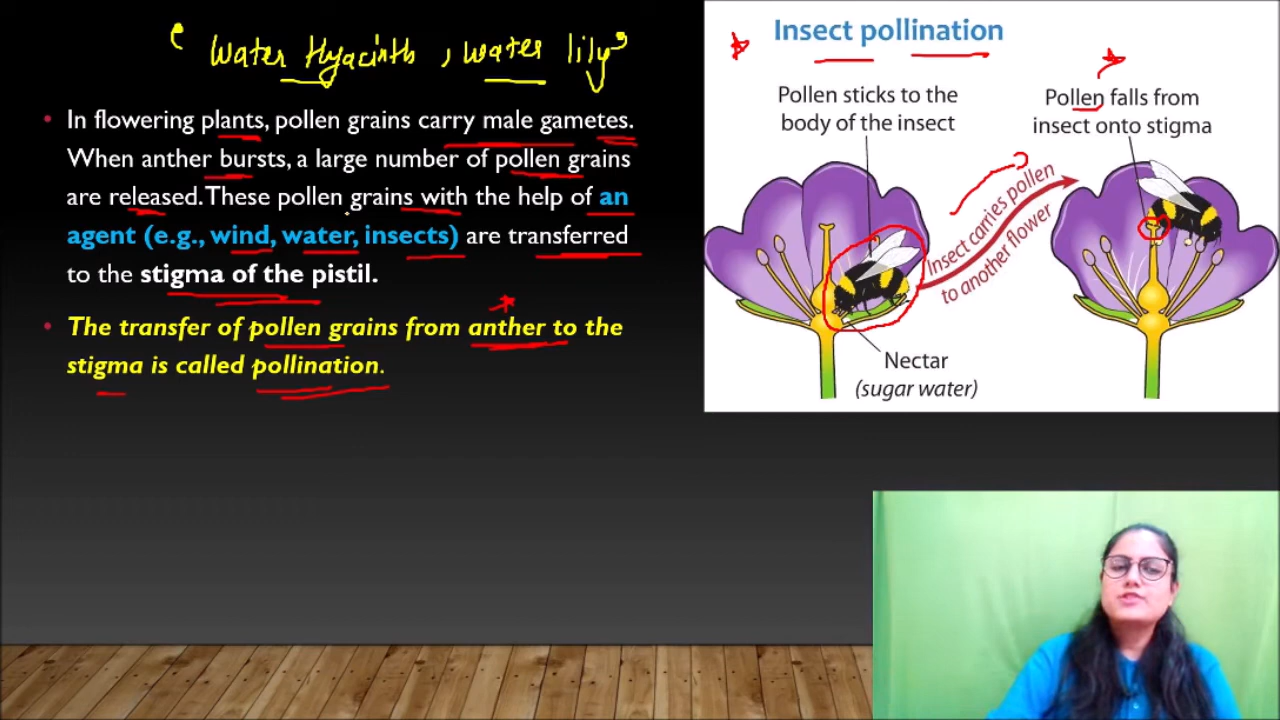 " Water Hyacinth , water lily"
• In flowering plants, pollen grains carry male gametes.
When anther bursts, a large number of pollen grains
are released. These pollen grains with the help of an
agent (e.g., wind, water, insects) are transferred
to the stigma of the pistil.
• The transfer of pollen grains from anther to the
stigma is called pollination.
Insect pollination
Pollen sticks to the
body of the insect
Pollen falls from
insect onto stigma
Insect carries pollen
to another flower
Nectar
(sugar water)